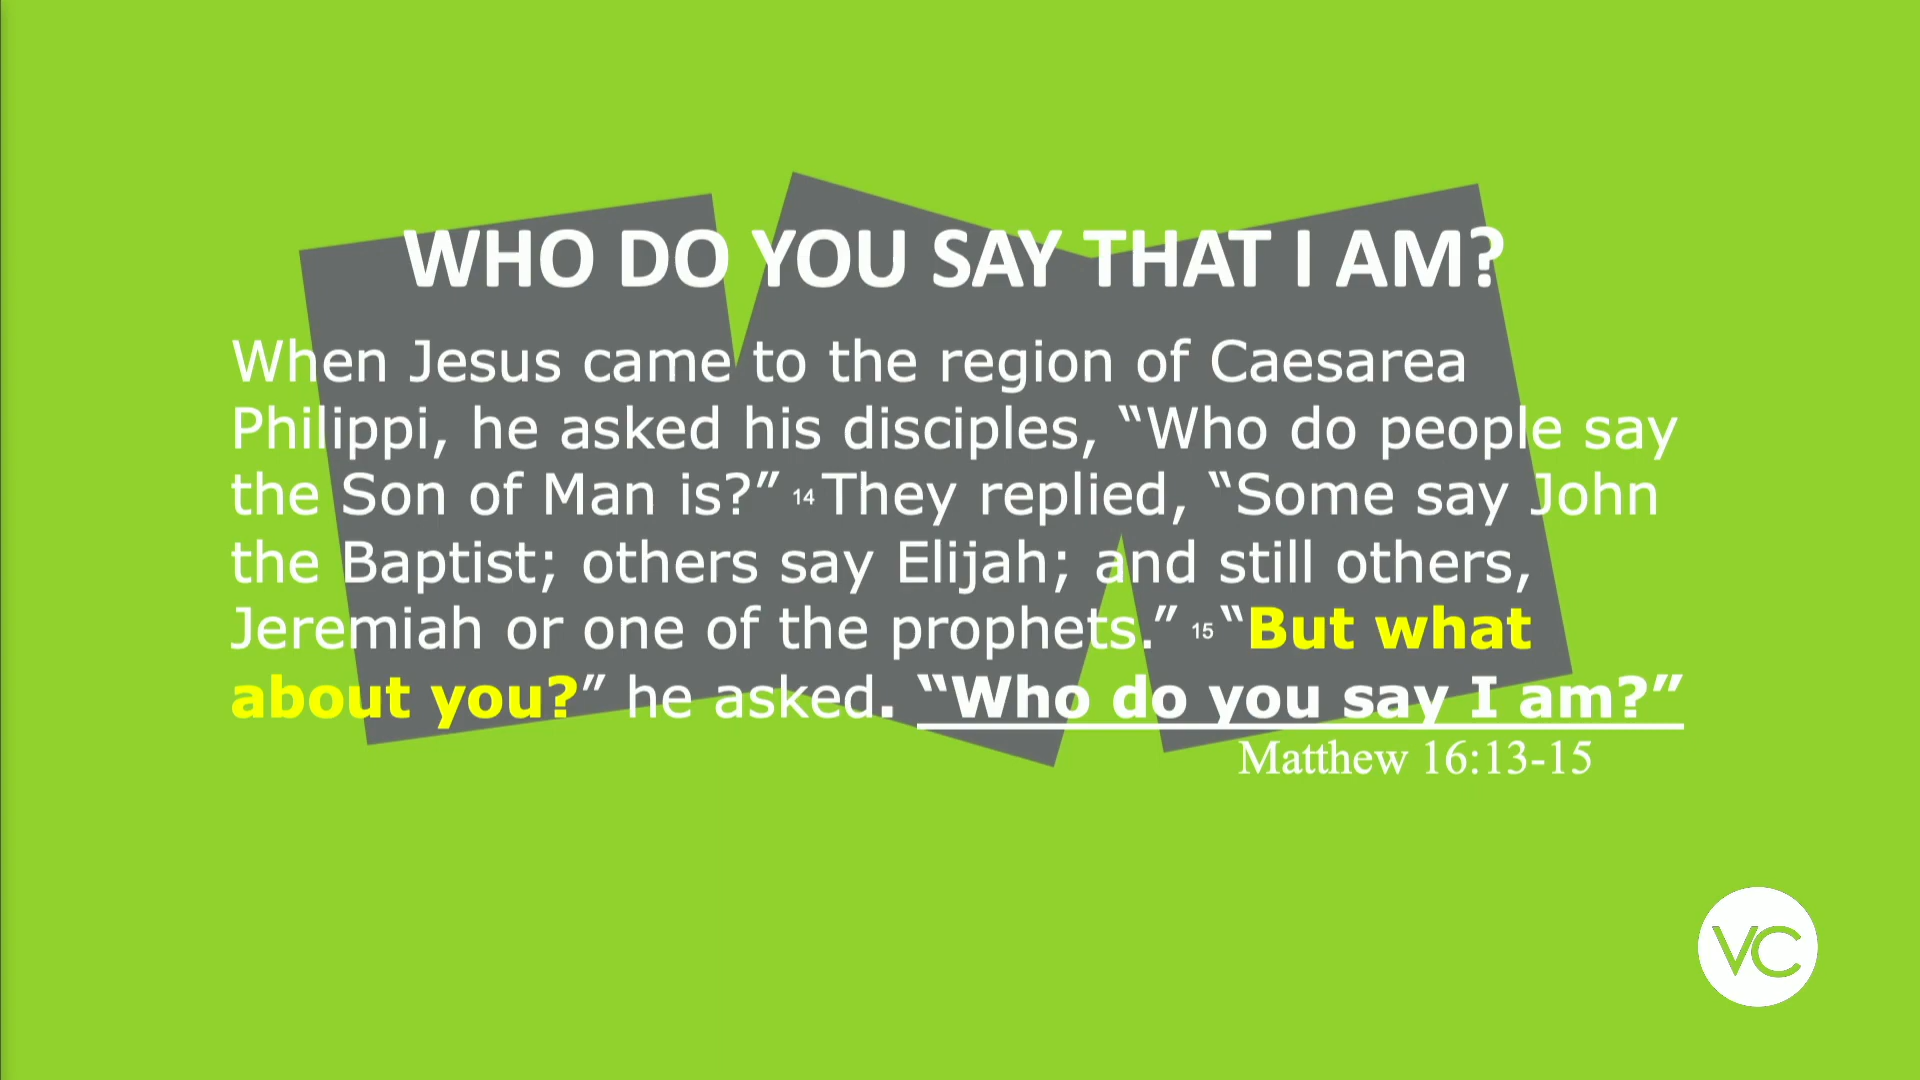 WHO DO YOU SAY THAT I AM?
When Jesus came to the region of Caesarea
Philippi, he asked his disciples, “Who do people say
the Son of Man is?” 14 They replied, “Some say John
the Baptist; others say Elijah; and still others,
Jeremiah or one of the prophets.” 15 “But what
about you?” he asked. “Who do you say I am?”
Matthew 16:13-15
VC